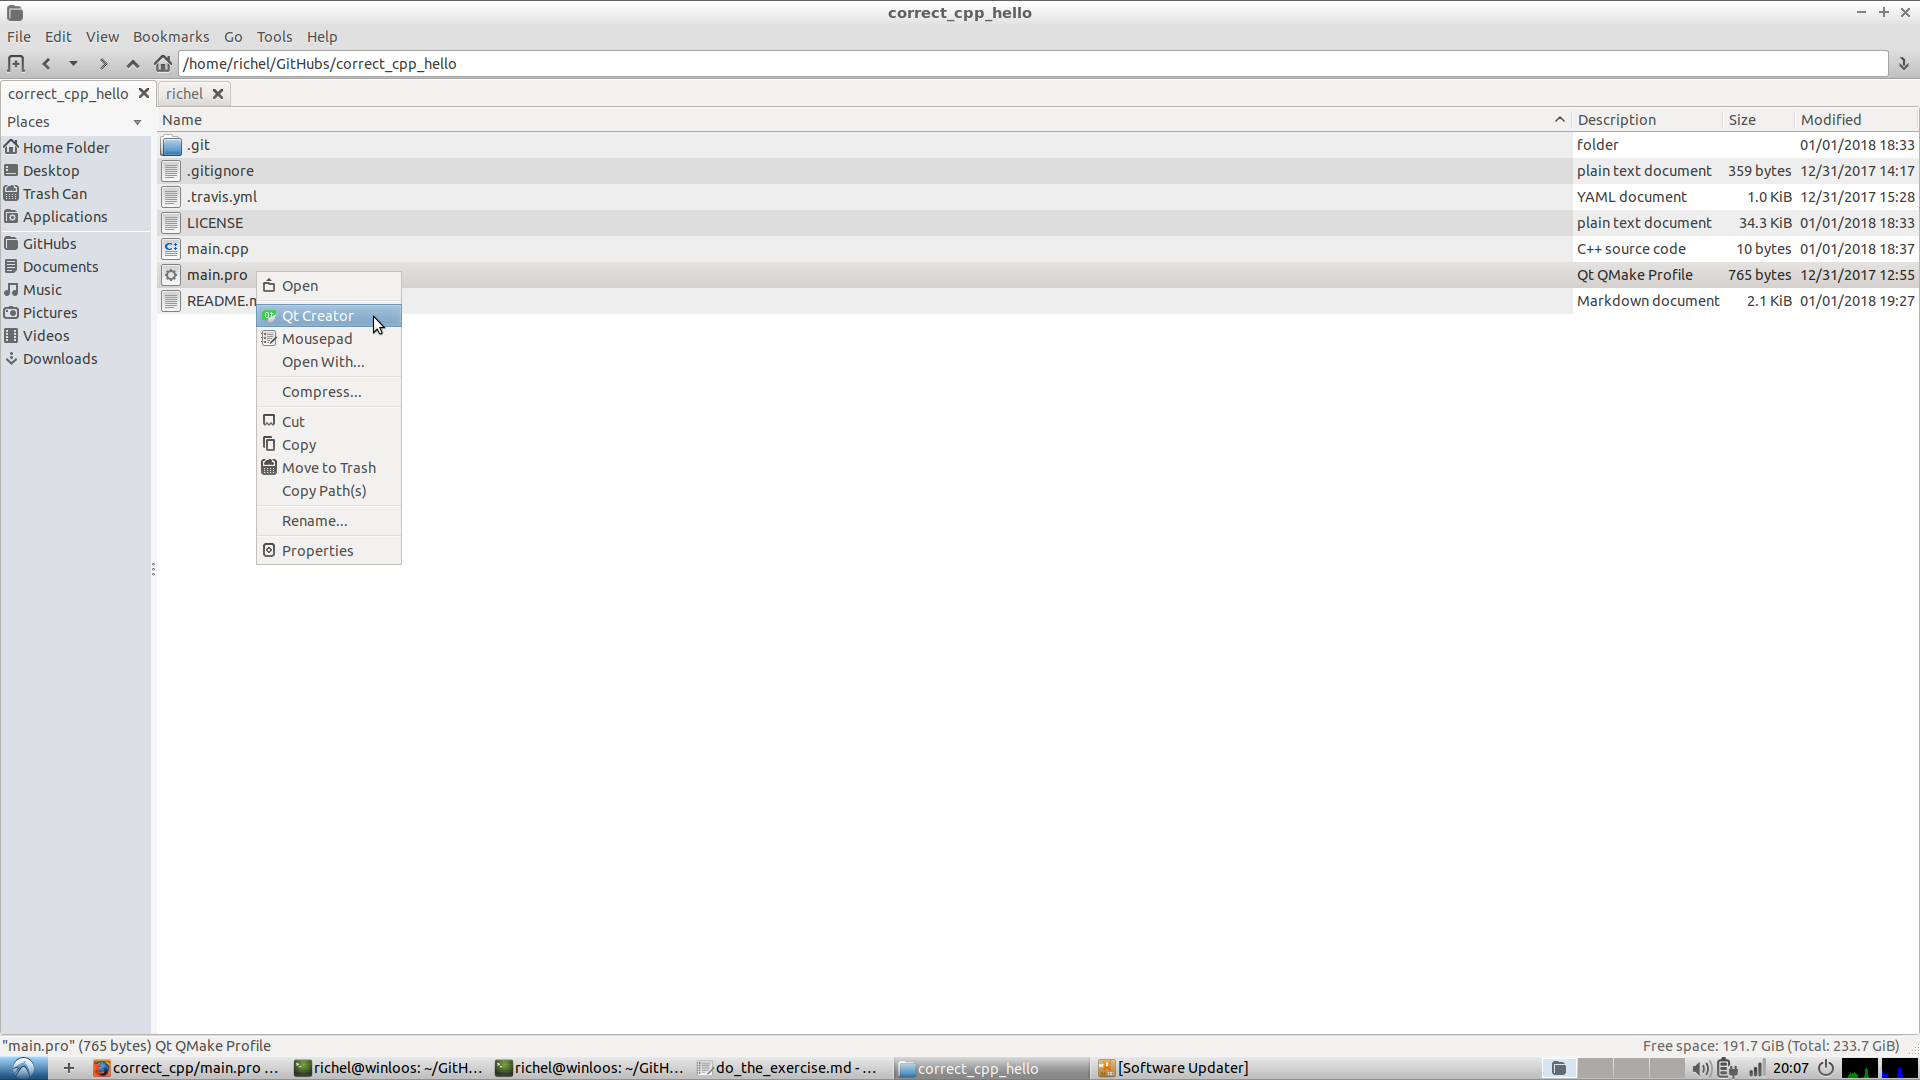 correct_cpp_hello
File Edit View Bookmarks Go Tools Help
/home/richel/GitHubs/correct_cpp_hello
correct_cpp_hello richel
Places
Home Folder
Desktop
Trash Can
Applications
GitHubs
Documents
Music
Pictures
Videos
Downloads
Name Description Size Modified
.git folder 01/01/2018 18:33
.gitignore plain text document 359 bytes 12/31/2017 14:17
.travis.yml YAML document 1.0 KiB 12/31/2017 15:28
LICENSE plain text document 34.3 KiB 01/01/2018 18:33
main.cpp C++ source code 10 bytes 01/01/2018 18:37
main.pro Qt QMake Profile 765 bytes 12/31/2017 12:55
README.m Markdown document 2.1 KiB 01/01/2018 19:27
Open
Qt Creator
Mousepad
Open With...
Compress...
Cut
Copy
Move to Trash
Copy Path(s)
Rename...
Properties
"main.pro" (765 bytes) Qt QMake Profile Free space: 191.7 GiB (Total: 233.7 GiB)
correct_cpp/main.pro ... richel@winloos: ~/GitH... richel@winloos: ~/GitH... do_the_exercise.md - ... correct_cpp_hello [Software Updater] 20:07